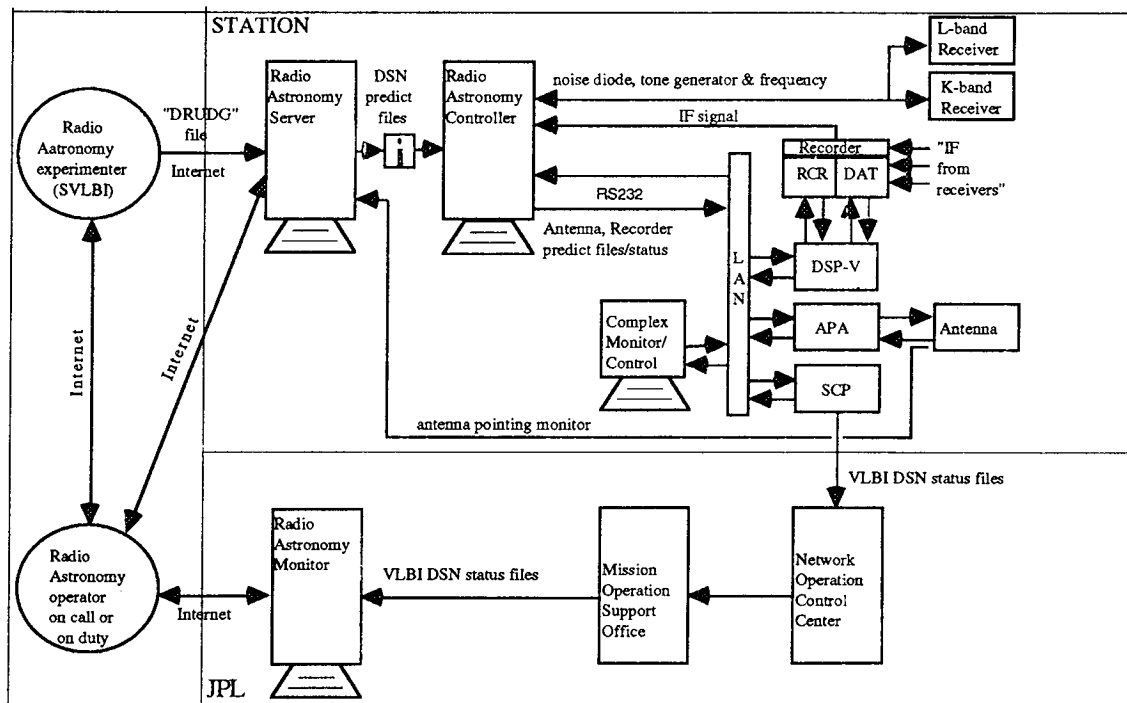 STATION
Radio
Aatronomy
experimenter
(SVLBI)
"DRUDG"
file
Internet
Radio
Astronomy
Server
DSN
predict
files
Radio
Astronomy
Controller
noise diode, tone generator & frequency
L-band
Receiver
K-band
Receiver
IF signal
Recorder
RCR
DAT
"IF
from
receivers"
RS232
Antenna, Recorder
predict files/status
L
A
N
DSP-V
Complex
Monitor/
Control
APA
Antenna
SCP
antenna pointing monitor
Internet
Internet
VLBI DSN status files
Radio
Astronomy
operator
on call or
on duty
Internet
Radio
Astronomy
Monitor
VLBI DSN status files
Mission
Operation
Support
Office
Network
Operation
Control
Center
JPL